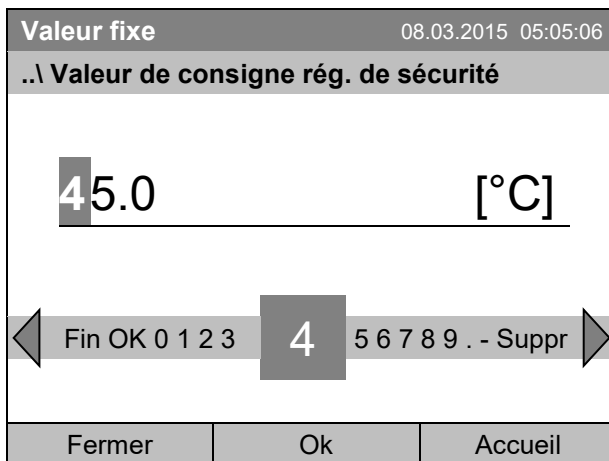 Valeur fixe 08.03.2015 05:05:06
..\ Valeur de consigne rég. de sécurité
45.0 [°C]
Fin OK 0 1 2 3 4 5 6 7 8 9 . - Suppr
Fermer Ok Accueil